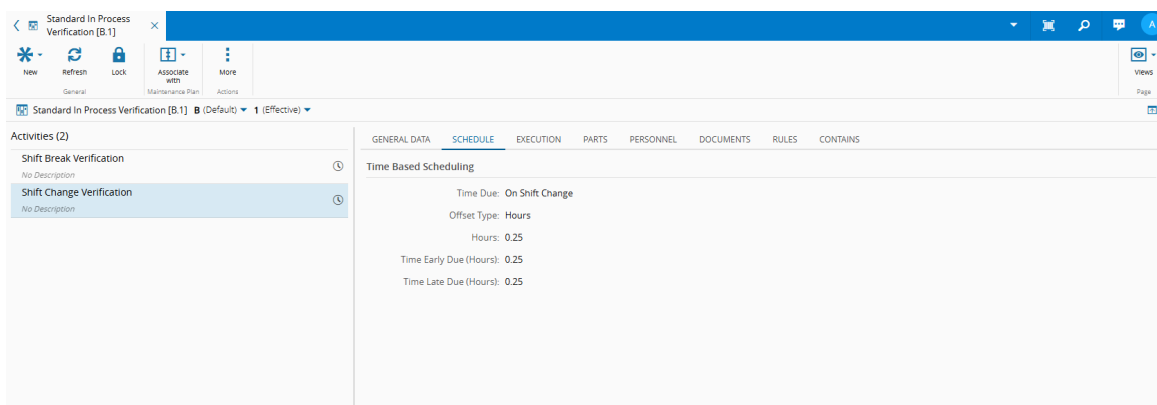 Standard In Process
Verification [B.1]
A
New
Refresh
Lock
Associate
with
More
Views
General
Maintenance Plan
Actions
Page
Standard In Process Verification [B.1] B (Default) 1 (Effective)
Activities (2)
Shift Break Verification
No Description
Shift Change Verification
No Description
GENERAL DATA SCHEDULE EXECUTION PARTS PERSONNEL DOCUMENTS RULES CONTAINS
Time Based Scheduling
Time Due: On Shift Change
Offset Type: Hours
Hours: 0.25
Time Early Due (Hours): 0.25
Time Late Due (Hours): 0.25